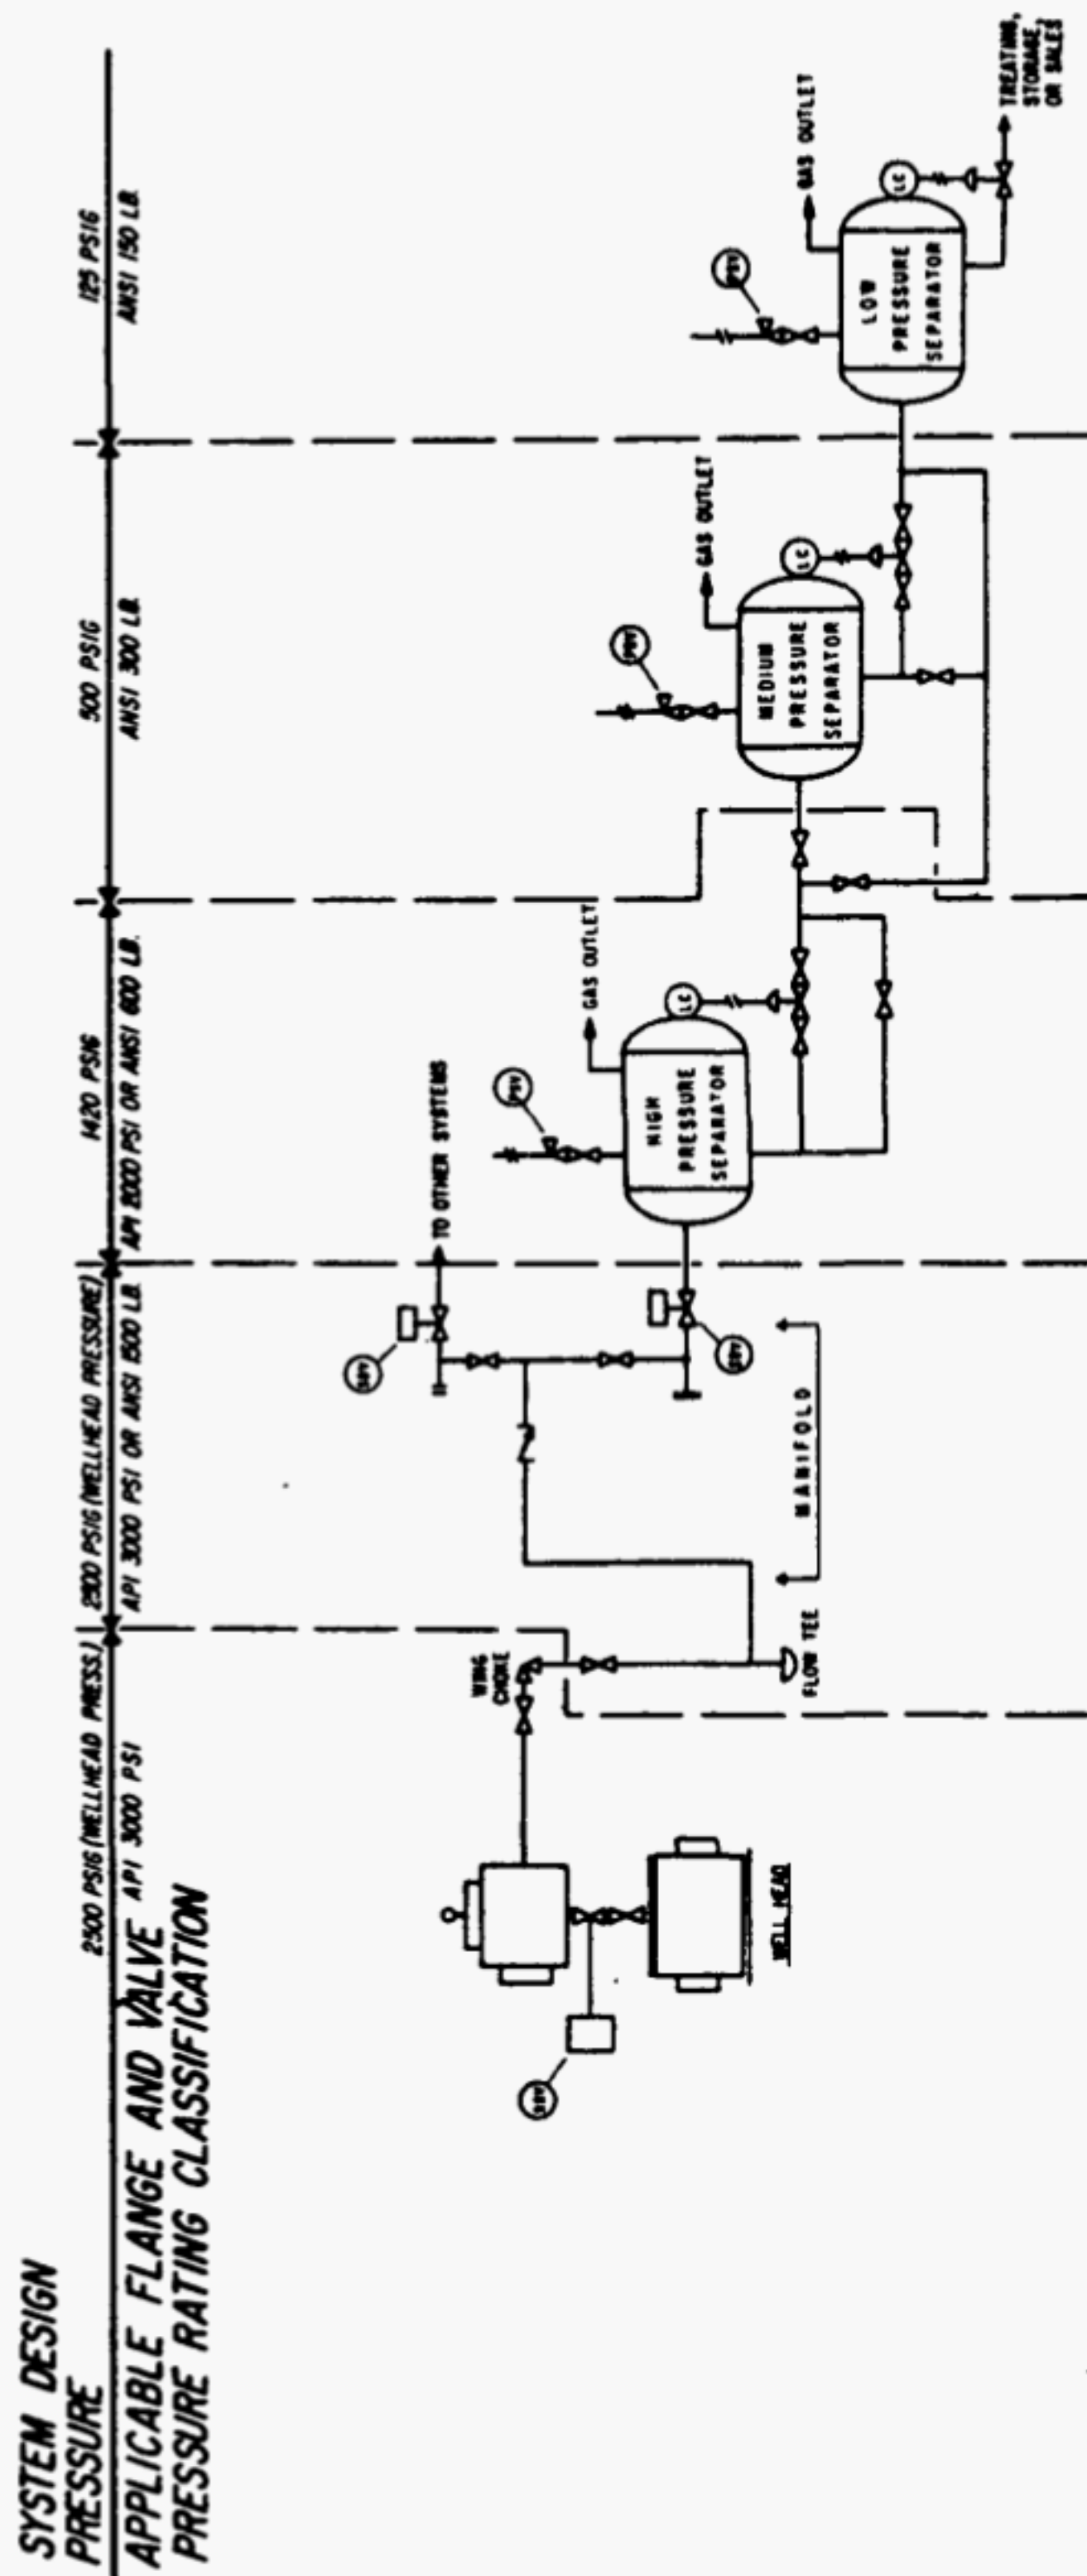 SYSTEM DESIGN
PRESSURE
APPLICABLE FLANGE AND VALVE
PRESSURE RATING CLASSIFICATION
2500 PSIG (WELLHEAD PRESS.)
API 3000 PSI
2500 PSIG (WELLHEAD PRESSURE)
API 3000 PSI OR ANSI 1500 LB.
1420 PSIG
API 2000 PSI OR ANSI 600 LB.
500 PSIG
ANSI 300 LB.
125 PSIG
ANSI 150 LB.
SDV
WELL HEAD
WING
CHOKE
FLOW TEE
MANIFOLD
SDV
SDV
TO OTHER SYSTEMS
PSV
HIGH
PRESSURE
SEPARATOR
LC
GAS OUTLET
PSV
MEDIUM
PRESSURE
SEPARATOR
LC
GAS OUTLET
PSV
LOW
PRESSURE
SEPARATOR
LC
GAS OUTLET
TREATING,
STORAGE,
OR SALES